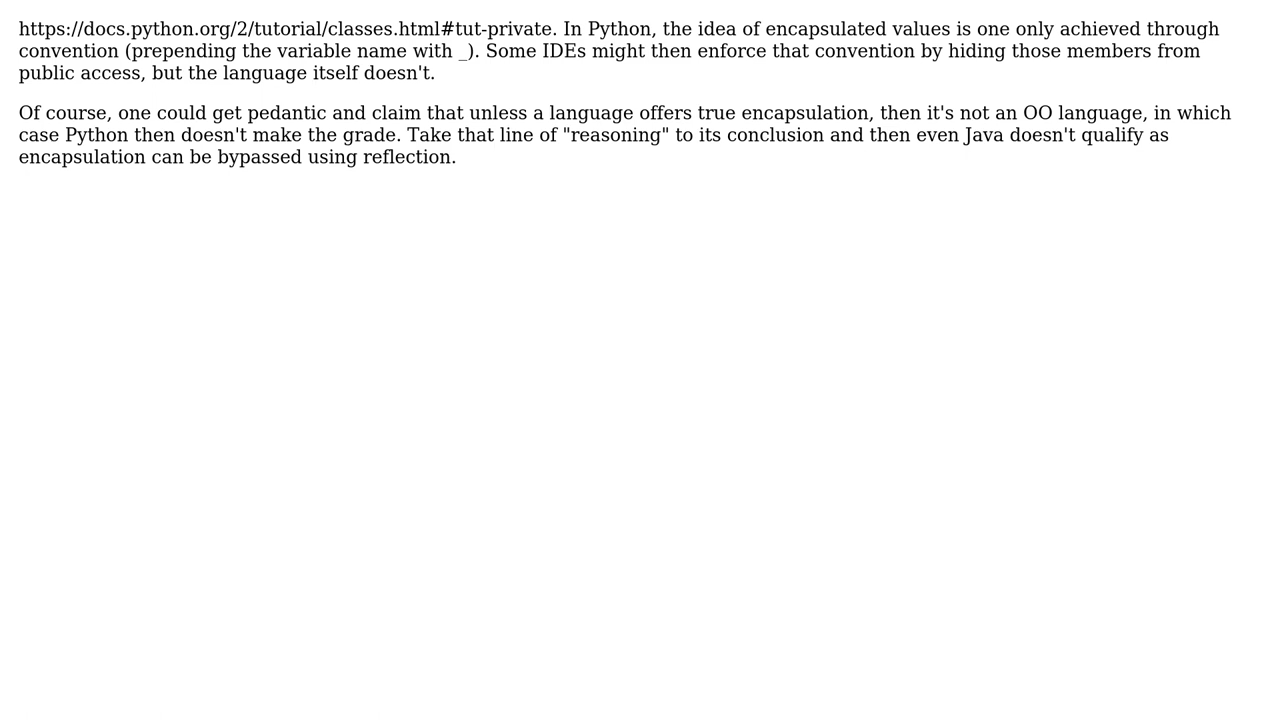 https://docs.python.org/2/tutorial/classes.html#tut-private. In Python, the idea of encapsulated values is one only achieved through
convention (prepending the variable name with _). Some IDEs might then enforce that convention by hiding those members from
public access, but the language itself doesn't.
Of course, one could get pedantic and claim that unless a language offers true encapsulation, then it's not an OO language, in which
case Python then doesn't make the grade. Take that line of "reasoning" to its conclusion and then even Java doesn't qualify as
encapsulation can be bypassed using reflection.